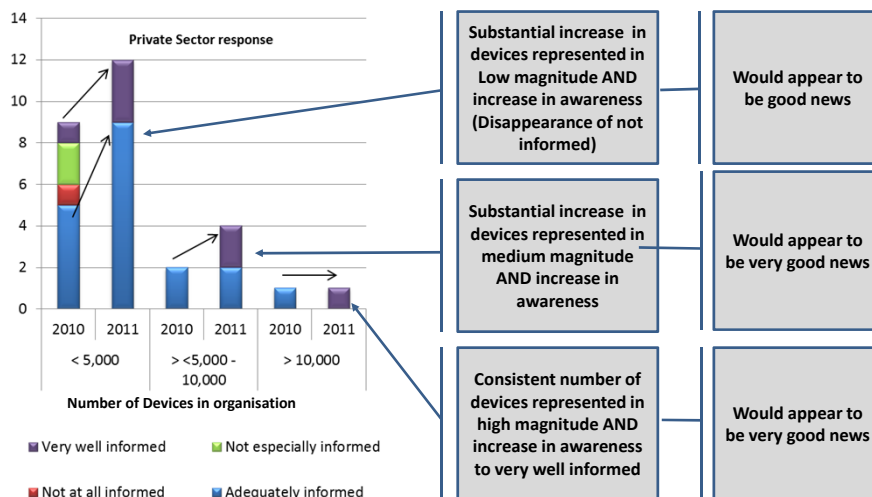 Private Sector response
14
12
10
8
6
4
2
0
2010 2011 2010 2011 2010 2011
< 5,000 > <5,000 - > 10,000
10,000
Number of Devices in organisation
Very well informed Not especially informed
Not at all informed Adequately informed
Substantial increase in
devices represented in
Low magnitude AND
increase in awareness
(Disappearance of not
informed)
Would appear to
be good news
Substantial increase in
devices represented in
medium magnitude
AND increase in
awareness
Would appear to
be very good news
Consistent number of
devices represented in
high magnitude AND
increase in awareness
to very well informed
Would appear to
be very good news